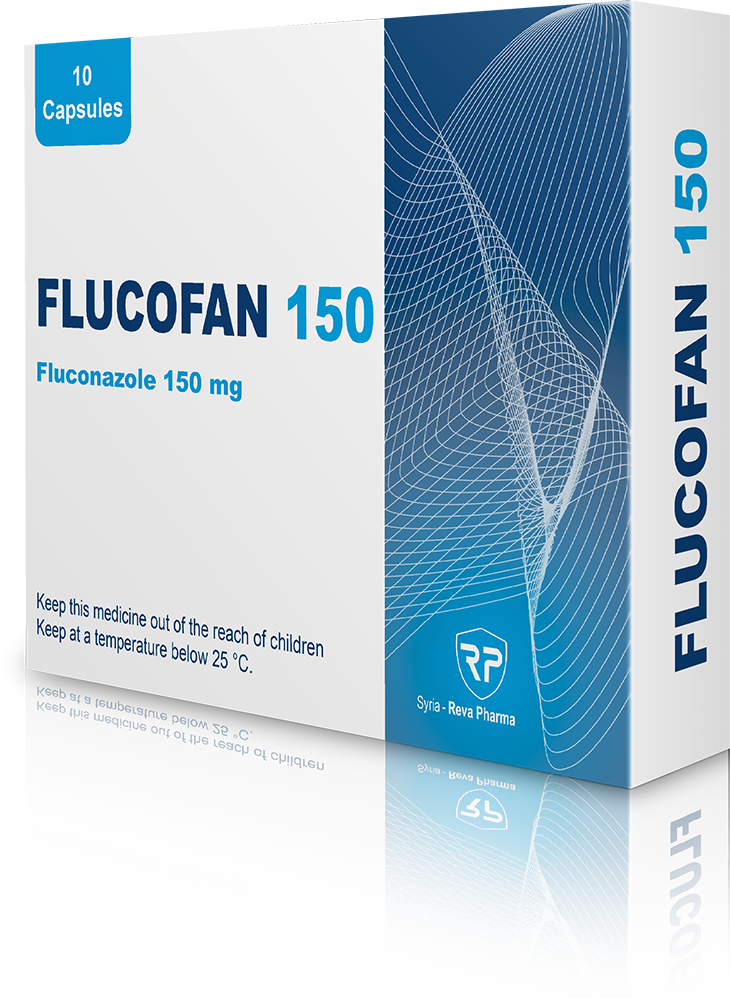 10
Capsules
FLUCOFAN 150
Fluconazole 150 mg
Keep this medicine out of the reach of children
Keep at a temperature below 25 °C.
RP
Syria - Reva Pharma
FLUCOFAN 150